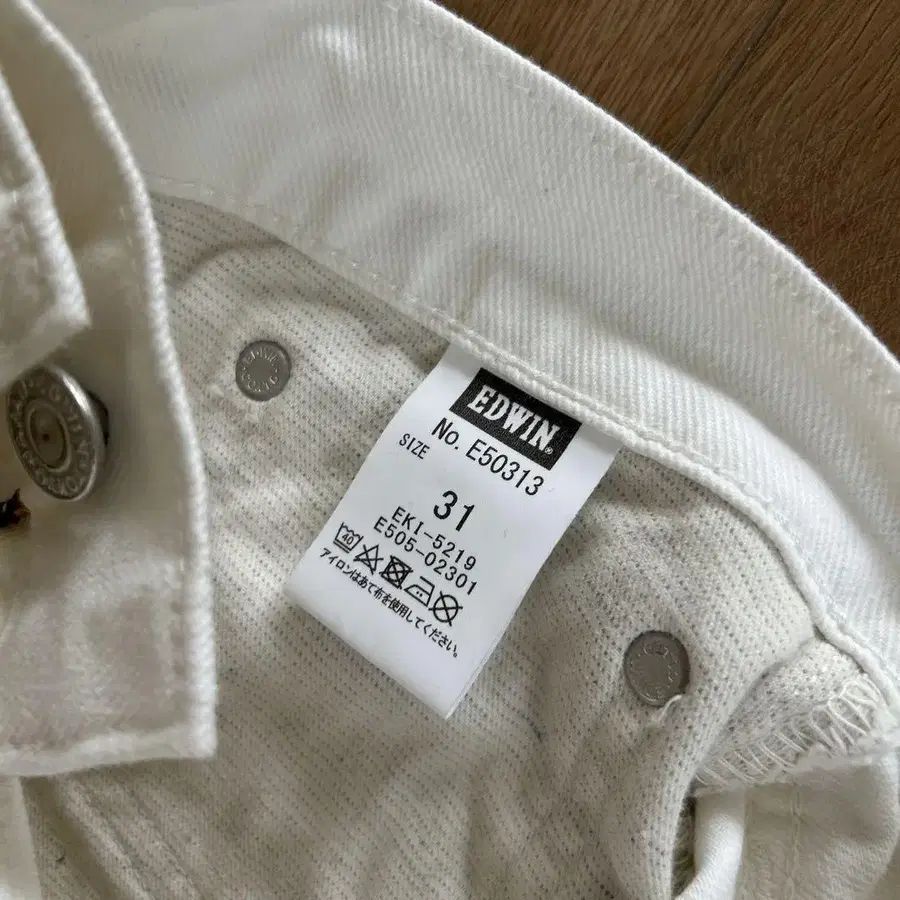 EDWIN
No. E50313
SIZE
31
EKI-5219
E505-02301
40
アイロンはあて布を使用してください。